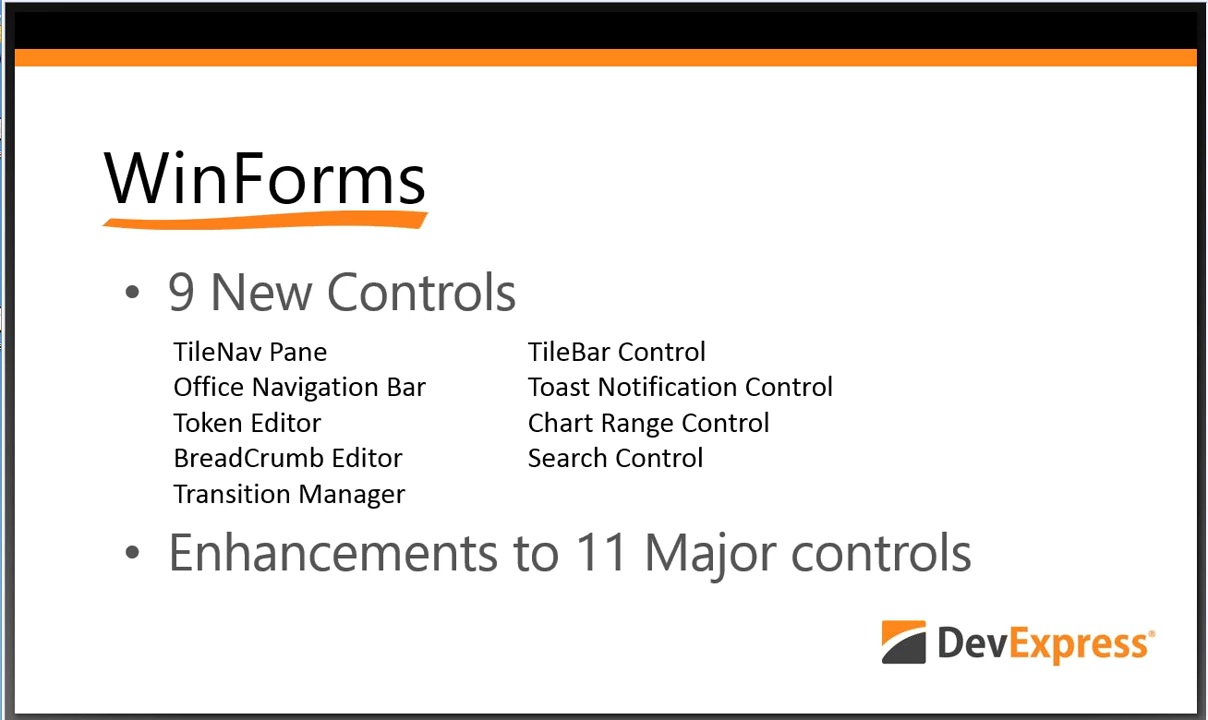 WinForms
• 9 New Controls
TileNav Pane
Office Navigation Bar
Token Editor
BreadCrumb Editor
Transition Manager
TileBar Control
Toast Notification Control
Chart Range Control
Search Control
• Enhancements to 11 Major controls
DevExpress®